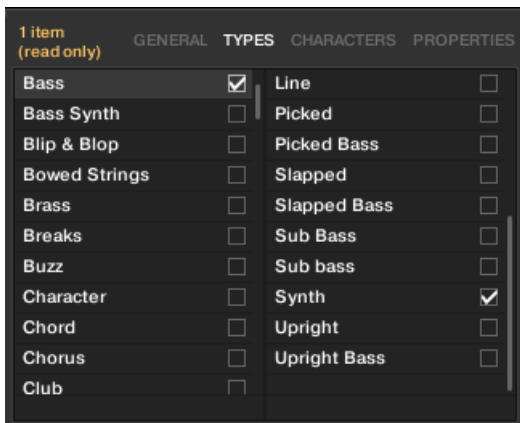 1 item
(read only)
GENERAL TYPES CHARACTERS PROPERTIES
Bass
Bass Synth
Blip & Blop
Bowed Strings
Brass
Breaks
Buzz
Character
Chord
Chorus
Club
Line
Picked
Picked Bass
Slapped
Slapped Bass
Sub Bass
Sub bass
Synth
Upright
Upright Bass